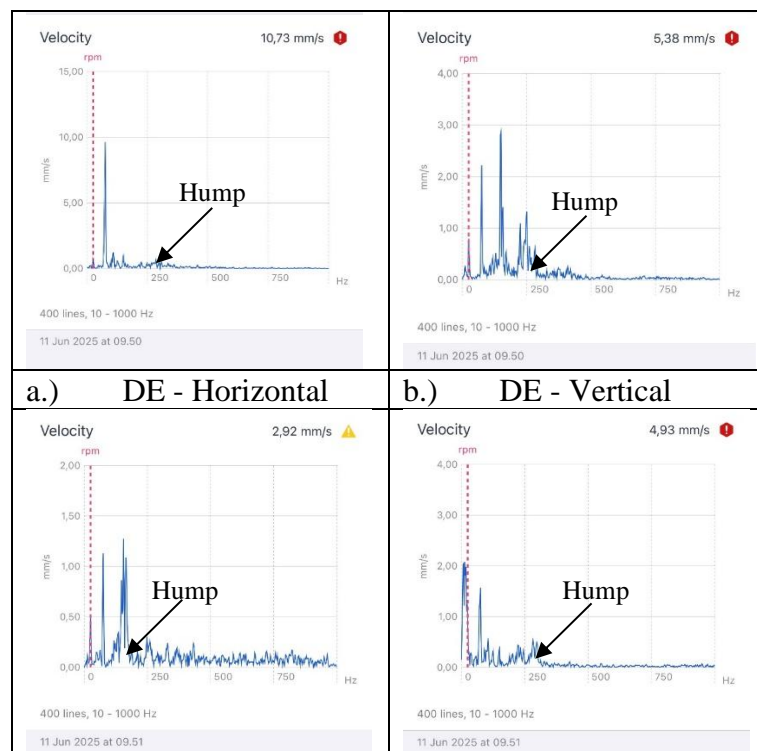 Velocity 10,73 mm/s
rpm
15,00
10,00
5,00
0,00
mm/s
Hump
0 250 500 750 Hz
400 lines, 10 - 1000 Hz
11 Jun 2025 at 09.50
Velocity 5,38 mm/s
rpm
4,00
3,00
2,00
1,00
0,00
mm/s
Hump
0 250 500 750 Hz
400 lines, 10 - 1000 Hz
11 Jun 2025 at 09.50
a.) DE - Horizontal
b.) DE - Vertical
Velocity 2,92 mm/s
rpm
2,00
1,50
1,00
0,50
0,00
mm/s
Hump
0 250 500 750 Hz
400 lines, 10 - 1000 Hz
11 Jun 2025 at 09.51
Velocity 4,93 mm/s
rpm
4,00
3,00
2,00
1,00
0,00
mm/s
Hump
0 250 500 750 Hz
400 lines, 10 - 1000 Hz
11 Jun 2025 at 09.51